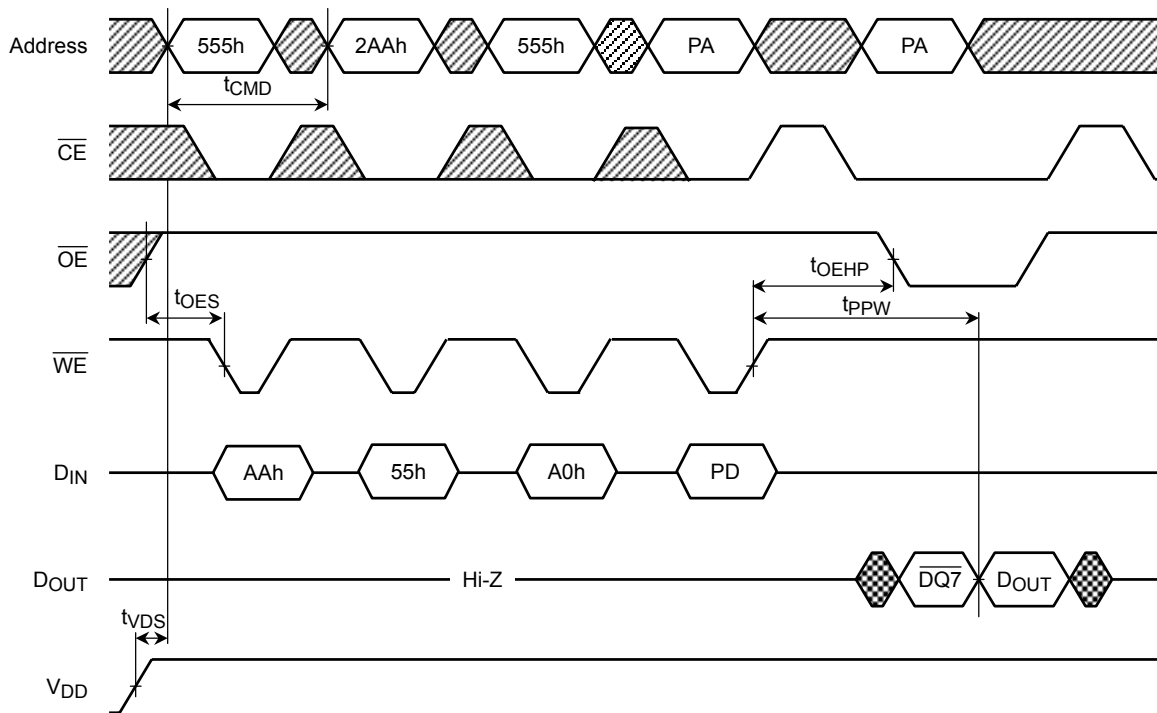 Address 555h 2AAh 555h PA PA
tCMD
CE
OE
tOEHP
tOES
tPPW
WE
DIN AAh 55h A0h PD
DOUT Hi-Z DQ7 DOUT
tVDS
VDD